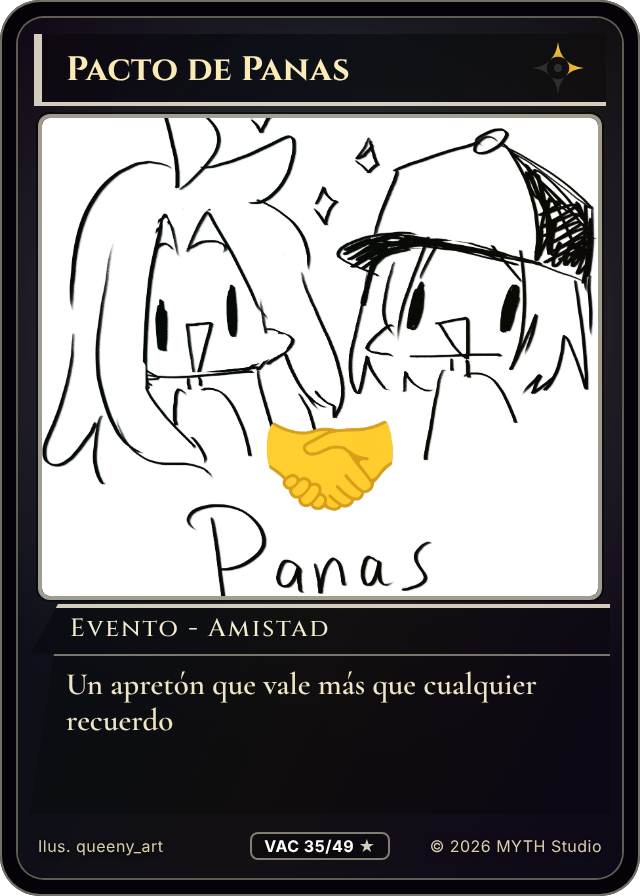 Pacto de Panas
Panas
Evento - Amistad
Un apretón que vale más que cualquier
recuerdo
Ilus. queeny_art
VAC 35/49 ★
© 2026 MYTH Studio